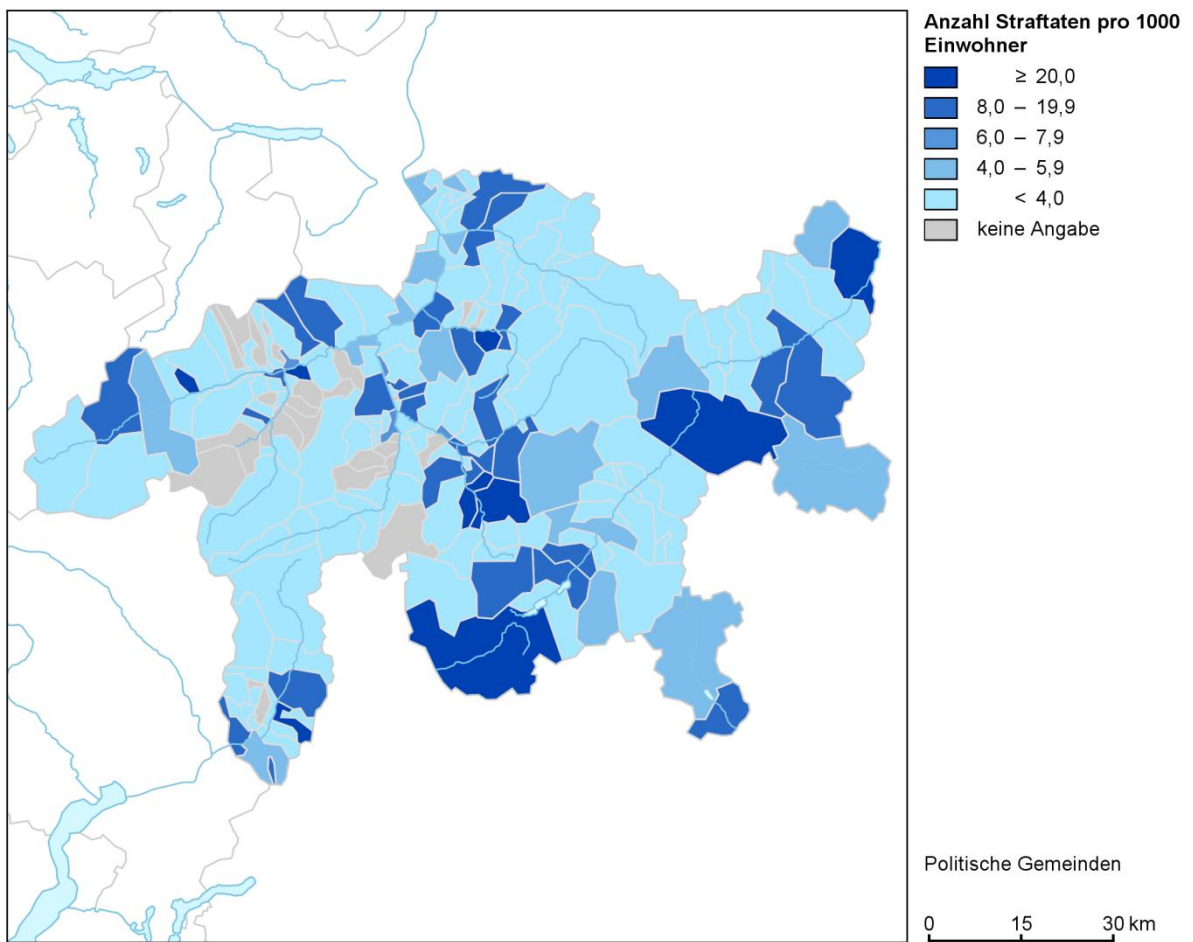 Anzahl Straftaten pro 1000
Einwohner
≥ 20,0
8,0 – 19,9
6,0 – 7,9
4,0 – 5,9
< 4,0
keine Angabe
Politische Gemeinden
0 15 30 km